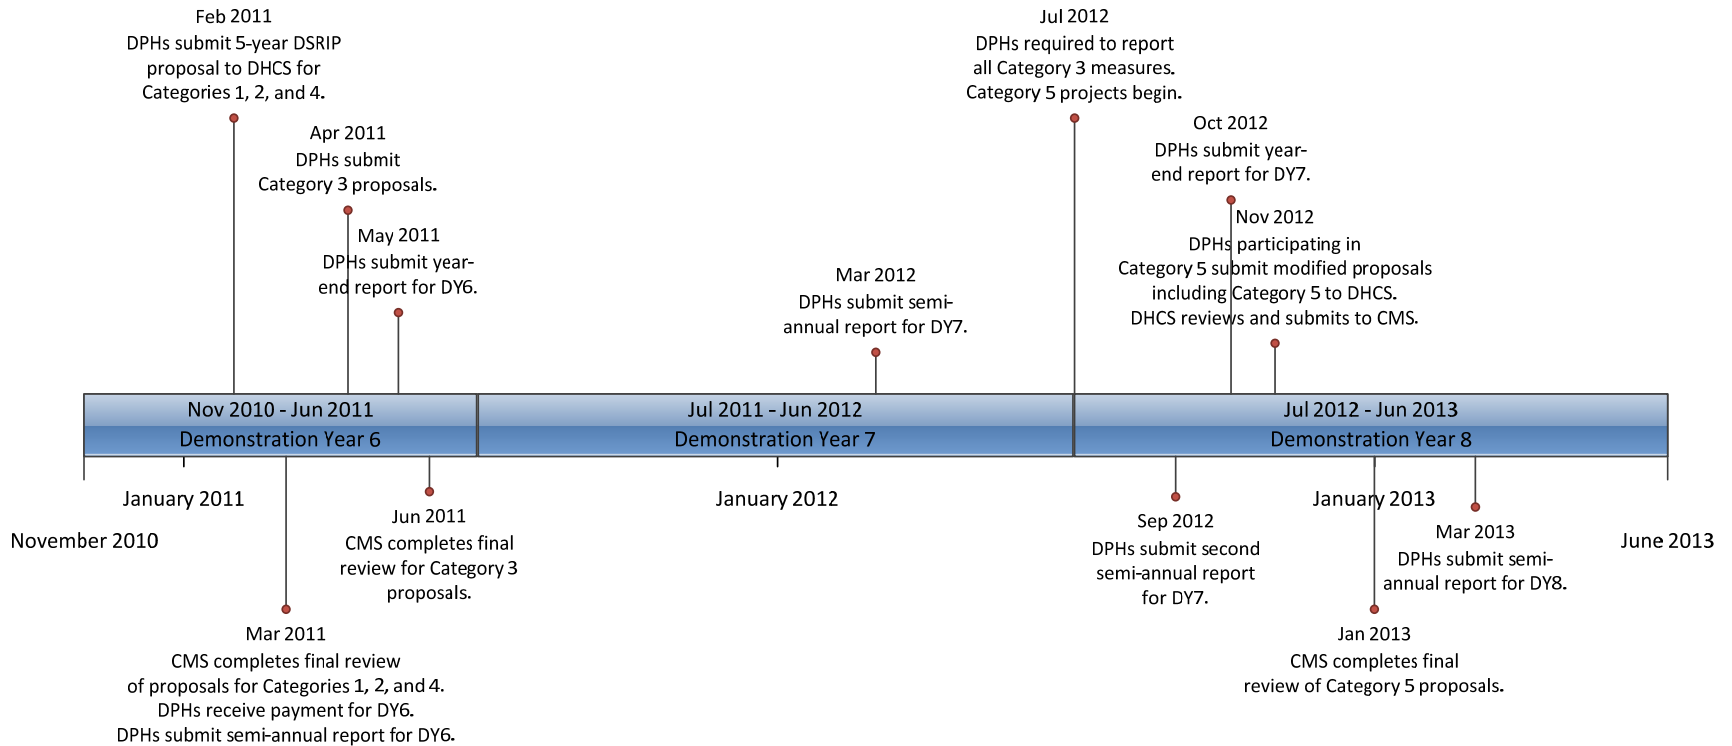 Feb 2011
DPHs submit 5-year DSRIP
proposal to DHCS for
Categories 1, 2, and 4.
Apr 2011
DPHs submit
Category 3 proposals.
May 2011
DPHs submit year-
end report for DY6.
Mar 2012
DPHs submit semi-
annual report for DY7.
Jul 2012
DPHs required to report
all Category 3 measures.
Category 5 projects begin.
Oct 2012
DPHs submit year-
end report for DY7.
Nov 2012
DPHs participating in
Category 5 submit modified proposals
including Category 5 to DHCS.
DHCS reviews and submits to CMS.
Nov 2010 - Jun 2011
Demonstration Year 6
Jul 2011 - Jun 2012
Demonstration Year 7
Jul 2012 - Jun 2013
Demonstration Year 8
November 2010
January 2011
January 2012
January 2013
June 2013
Mar 2011
CMS completes final review
of proposals for Categories 1, 2, and 4.
DPHs receive payment for DY6.
DPHs submit semi-annual report for DY6.
Jun 2011
CMS completes final
review for Category 3
proposals.
Sep 2012
DPHs submit second
semi-annual report
for DY7.
Jan 2013
CMS completes final
review of Category 5 proposals.
Mar 2013
DPHs submit semi-
annual report for DY8.